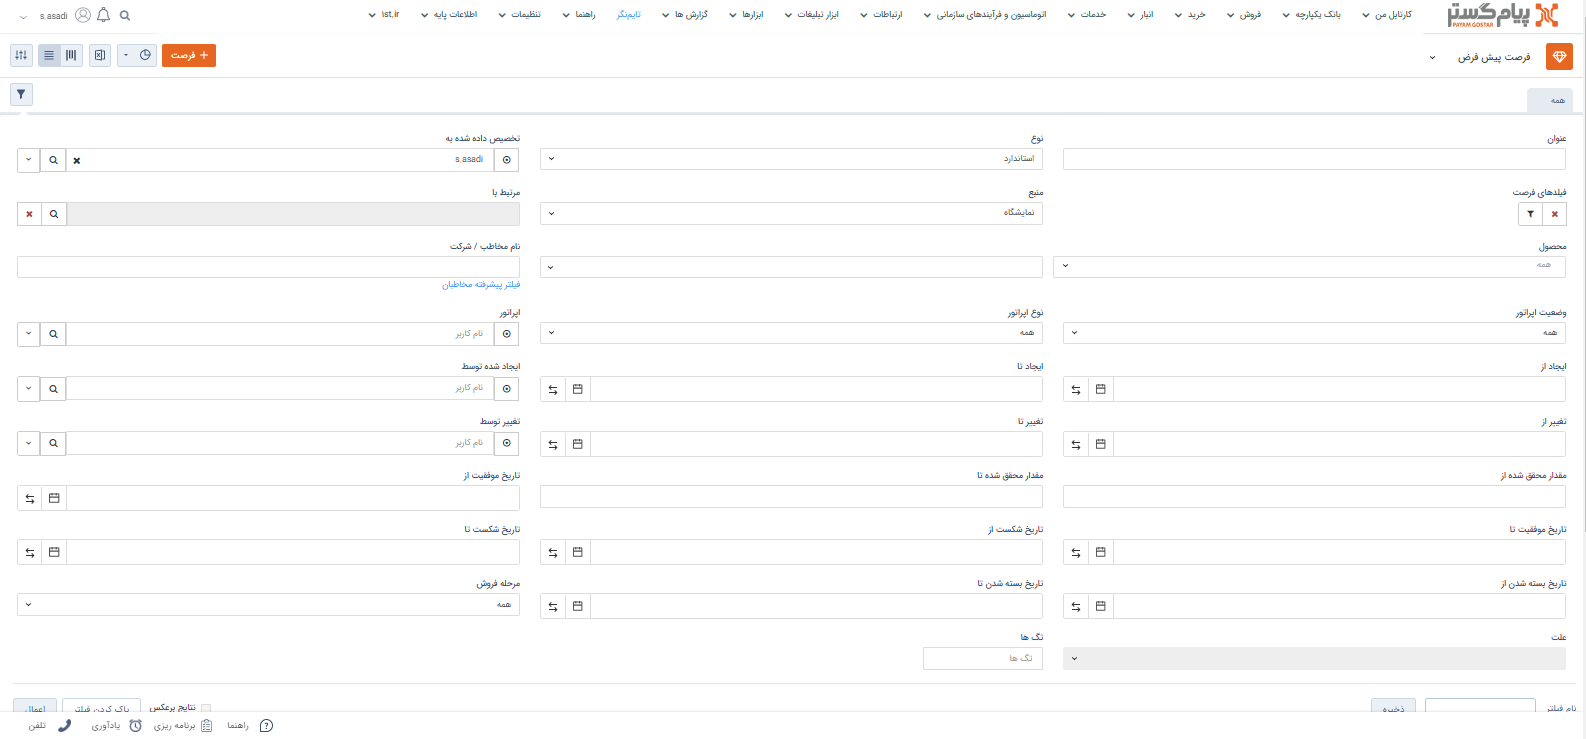 پیام گستر
PAYAM GOSTAR
کارتابل من
بانک یکپارچه
فروش
خرید
انبار
خدمات
اتوماسیون و فرآیندهای سازمانی
ارتباطات
ابزار تبلیغات
ابزارها
گزارش ها
تایم‌نگر
راهنما
تنظیمات
اطلاعات پایه
1st.ir
s.asadi
فرصت پیش فرض
+ فرصت
همه
عنوان
نوع
تخصیص داده شده به
استاندارد
s.asadi
فیلدهای فرصت
منبع
مرتبط با
نمایشگاه
محصول
نام مخاطب / شرکت
همه
فیلتر پیشرفته مخاطبان
وضعیت اپراتور
نوع اپراتور
اپراتور
همه
همه
نام کاربر
ایجاد از
ایجاد تا
ایجاد شده توسط
نام کاربر
تغییر از
تغییر تا
تغییر توسط
نام کاربر
مقدار محقق شده از
مقدار محقق شده تا
تاریخ موفقیت از
تاریخ موفقیت تا
تاریخ شکست از
تاریخ شکست تا
تاریخ بسته شدن از
تاریخ بسته شدن تا
مرحله فروش
همه
علت
تگ ها
تگ ها
نام فیلتر
ذخیره
نتایج برعکس
پاک کردن فیلتر
اعمال
راهنما
برنامه ریزی
یادآوری
تلفن